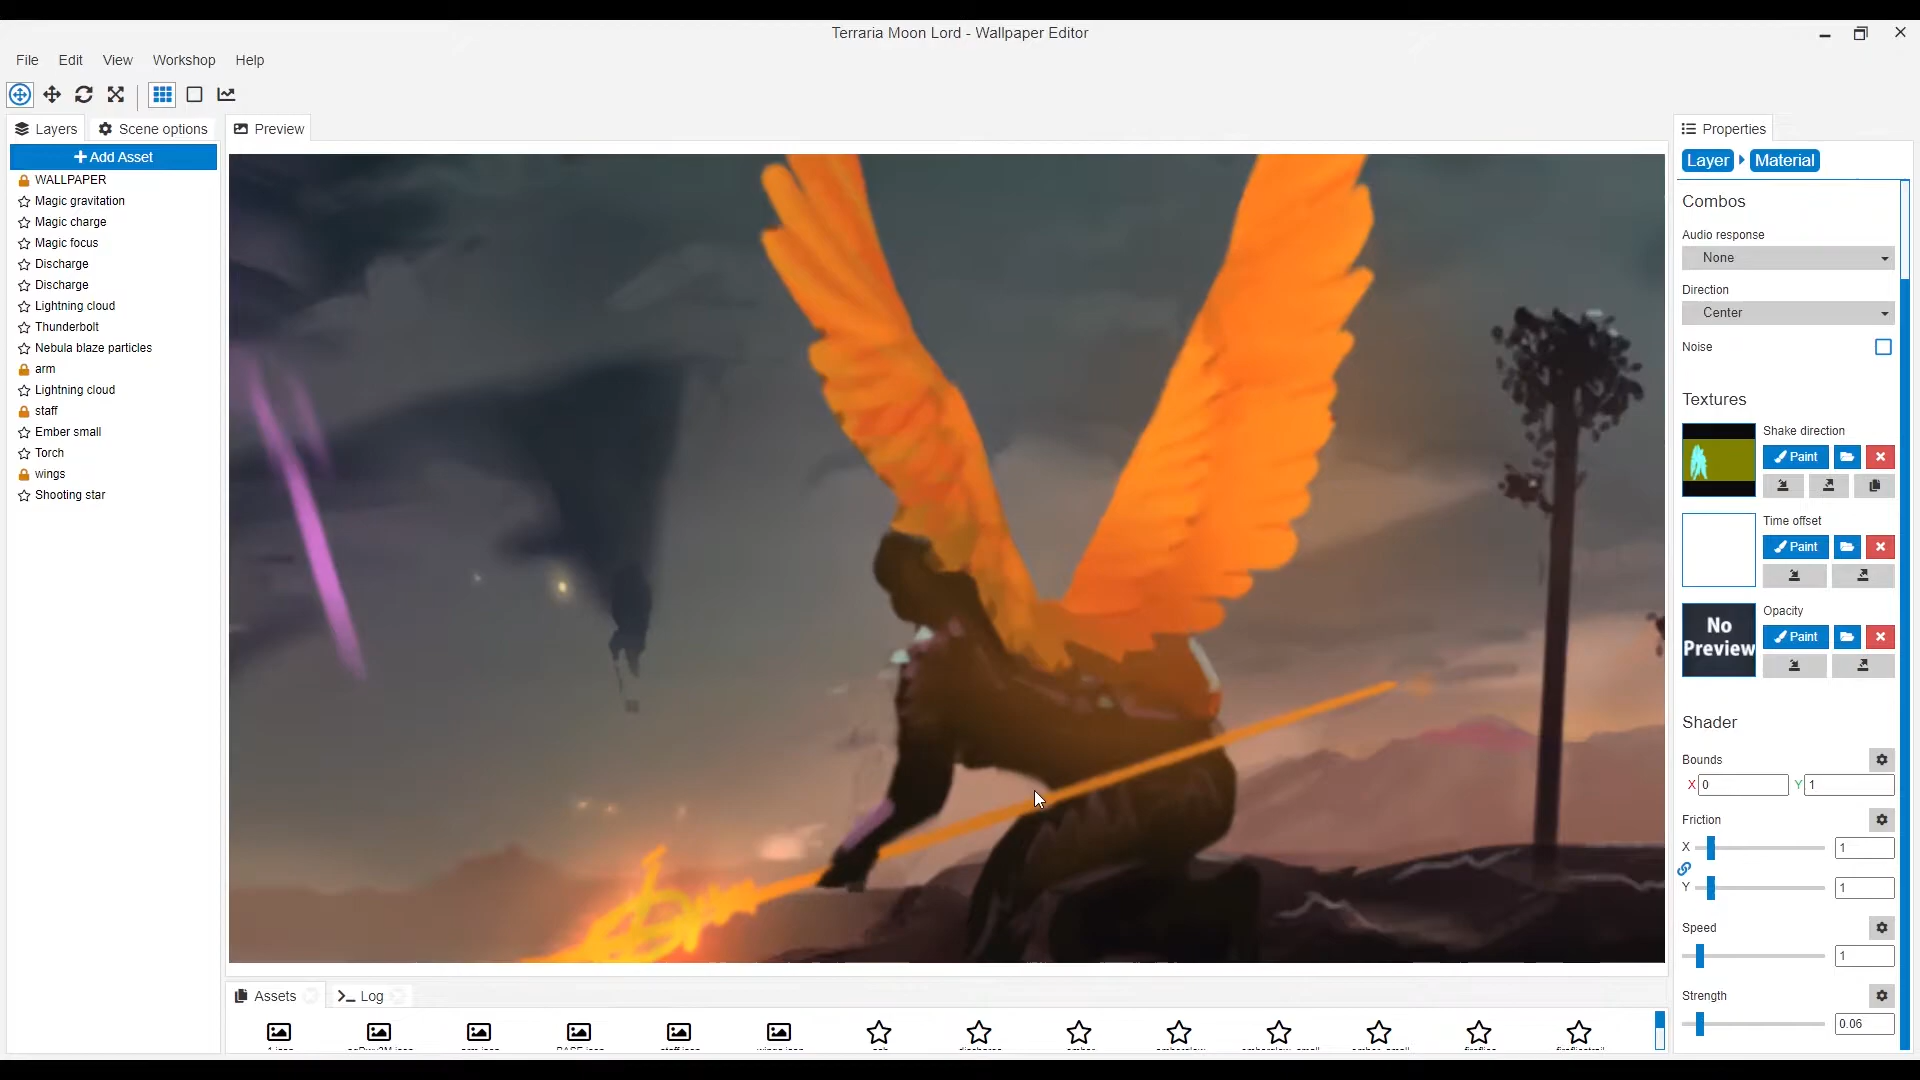 Terraria Moon Lord - Wallpaper Editor
File Edit View Workshop Help
Layers Scene options
Preview
Properties
Add Asset
WALLPAPER
Magic gravitation
Magic charge
Magic focus
Discharge
Discharge
Lightning cloud
Thunderbolt
Nebula blaze particles
arm
Lightning cloud
staff
Ember small
Torch
wings
Shooting star
Layer Material
Combos
Audio response
None
Direction
Center
Noise
Textures
Shake direction
Paint
Time offset
Paint
Opacity
No Preview
Paint
Shader
Bounds
X 0 Y 1
Friction
X 1
Y 1
Speed
1
Strength
0.06
Assets Log